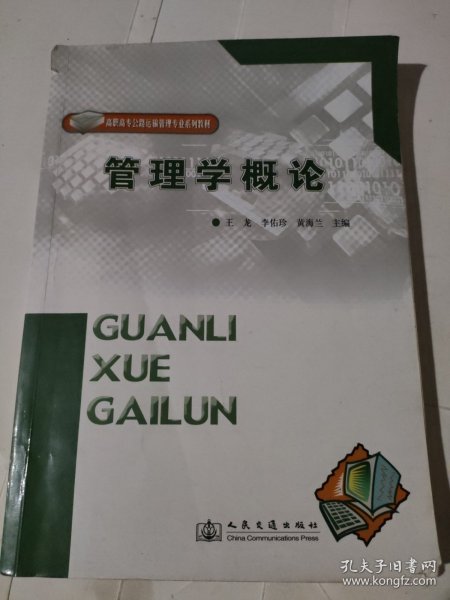 高职高专公路运输管理专业系列教材
管理学概论
●王 龙 李佑珍 黄海兰 主编
GUANLI
XUE
GAILUN
人民交通出版社
China Communications Press
孔夫子旧书网
www.kongfz.com